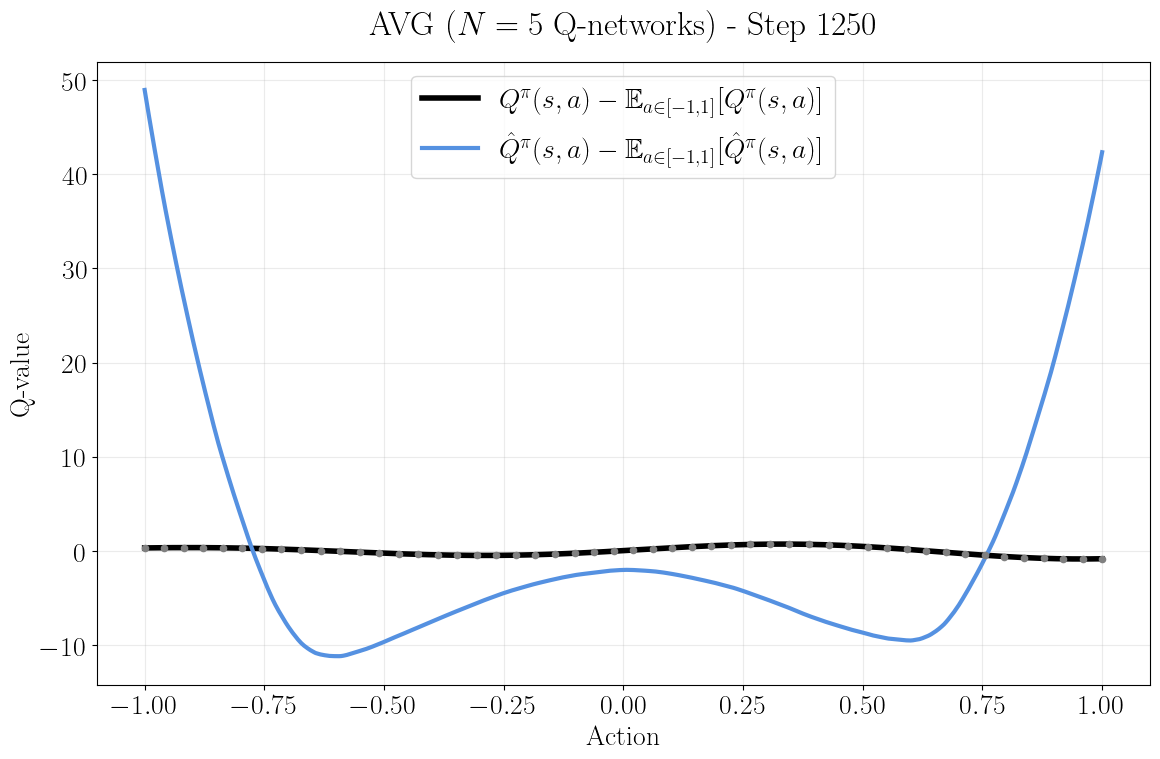 AVG (N = 5 Q-networks) - Step 1250
Q^π(s, a) − 𝔼_{a∈[−1,1]}[Q^π(s, a)]
Q̂^π(s, a) − 𝔼_{a∈[−1,1]}[Q̂^π(s, a)]
50
40
30
20
10
0
−10
Q-value
−1.00 −0.75 −0.50 −0.25 0.00 0.25 0.50 0.75 1.00
Action